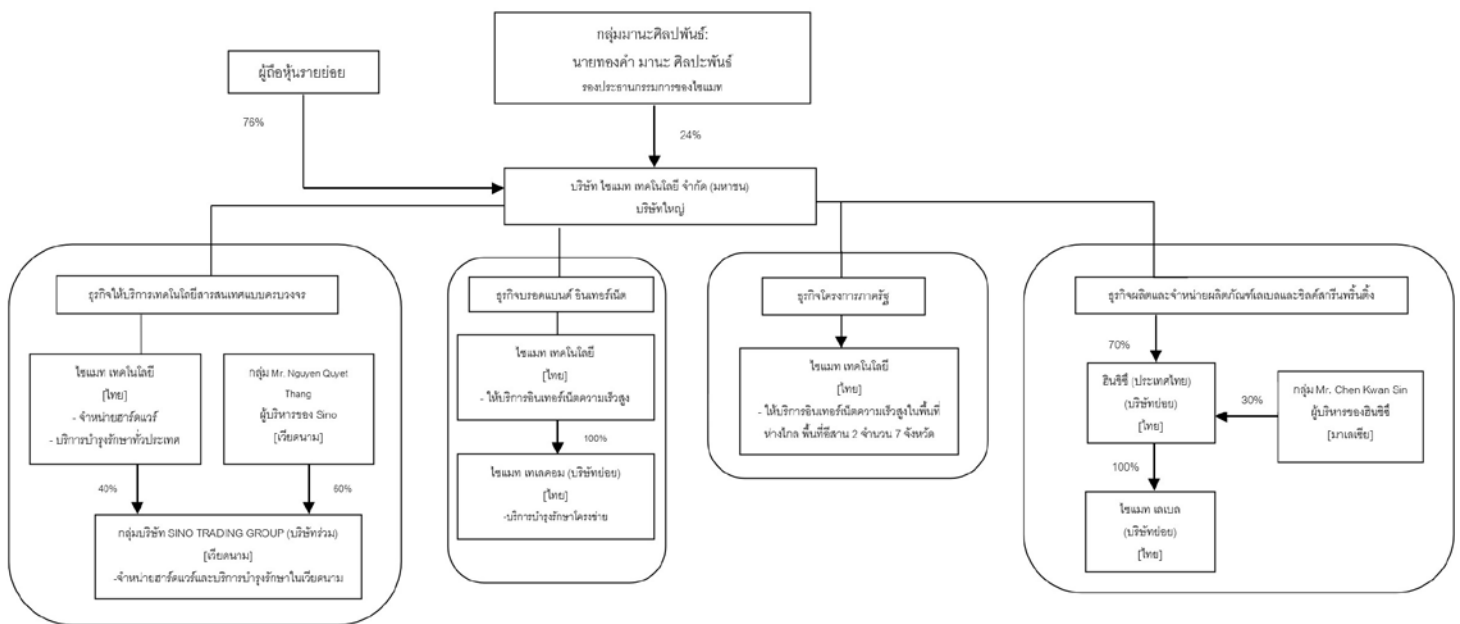 กลุ่มมานะศิลปพันธ์:
นายทองคำ มานะ ศิลปะพันธ์
รองประธานกรรมการของไซแมท
ผู้ถือหุ้นรายย่อย
76%
24%
บริษัท ไซแมท เทคโนโลยี จำกัด (มหาชน)
บริษัทใหญ่
ธุรกิจให้บริการเทคโนโลยีสารสนเทศแบบครบวงจร
ไซแมท เทคโนโลยี
[ไทย]
- จำหน่ายฮาร์ดแวร์
- บริการบำรุงรักษาทั่วประเทศ
กลุ่ม Mr. Nguyen Quyet
Thang
ผู้บริหารของ Sino
[เวียดนาม]
40%
60%
กลุ่มบริษัท SINO TRADING GROUP (บริษัทร่วม)
[เวียดนาม]
-จำหน่ายฮาร์ดแวร์และบริการบำรุงรักษาในเวียดนาม
ธุรกิจบรอดแบนด์ อินเทอร์เน็ต
ไซแมท เทคโนโลยี
[ไทย]
- ให้บริการอินเทอร์เน็ตความเร็วสูง
100%
ไซแมท เทเลคอม (บริษัทย่อย)
[ไทย]
-บริการบำรุงรักษาโครงข่าย
ธุรกิจโครงการภาครัฐ
ไซแมท เทคโนโลยี
[ไทย]
- ให้บริการอินเทอร์เน็ตความเร็วสูงในพื้นที่
ห่างไกล พื้นที่อีสาน 2 จำนวน 7 จังหวัด
ธุรกิจผลิตและจำหน่ายผลิตภัณฑ์เลเบลและซิลค์สกรีนพริ้นติ้ง
70%
ฮินซิซึ (ประเทศไทย)
(บริษัทย่อย)
[ไทย]
30%
กลุ่ม Mr. Chen Kwan Sin
ผู้บริหารของฮินซิซึ
[มาเลเซีย]
100%
ไซแมท เลเบล
(บริษัทย่อย)
[ไทย]